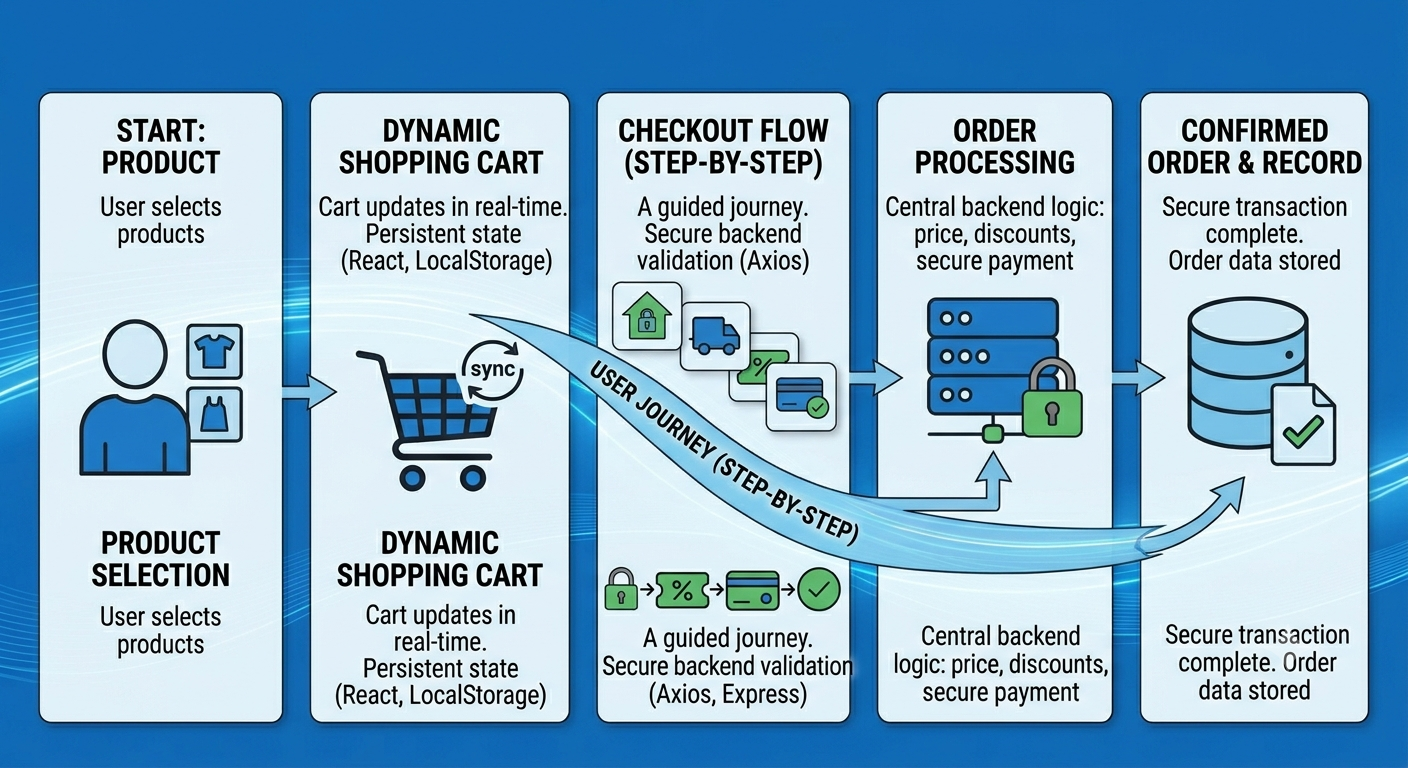 START:
PRODUCT
User selects
products
PRODUCT
SELECTION
User selects
products
DYNAMIC
SHOPPING CART
Cart updates in real-time.
Persistent state
(React, LocalStorage)
sync
DYNAMIC
SHOPPING CART
Cart updates in
real-time.
Persistent state
(React, LocalStorage)
CHECKOUT FLOW
(STEP-BY-STEP)
A guided journey.
Secure backend
validation (Axios)
%
USER JOURNEY (STEP-BY-STEP)
%
A guided journey.
Secure backend validation
(Axios, Express)
ORDER
PROCESSING
Central backend logic:
price, discounts,
secure payment
Central backend
logic: price, discounts,
secure payment
CONFIRMED
ORDER & RECORD
Secure transaction
complete.
Order data stored
Secure transaction
complete. Order
data stored